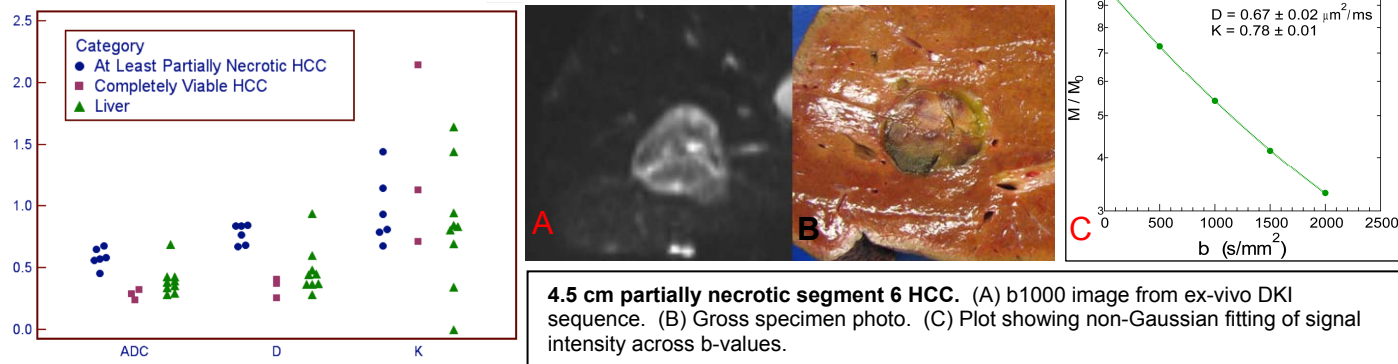 2.5
2.0
1.5
1.0
0.5
0.0
Category
At Least Partially Necrotic HCC
Completely Viable HCC
Liver
ADC D K
A
B
D = 0.67 ± 0.02 μm²/ms
K = 0.78 ± 0.01
M / M₀
9
7
6
5
4
3
0 500 1000 1500 2000 2500
b (s/mm²)
C
4.5 cm partially necrotic segment 6 HCC. (A) b1000 image from ex-vivo DKI
sequence. (B) Gross specimen photo. (C) Plot showing non-Gaussian fitting of signal
intensity across b-values.